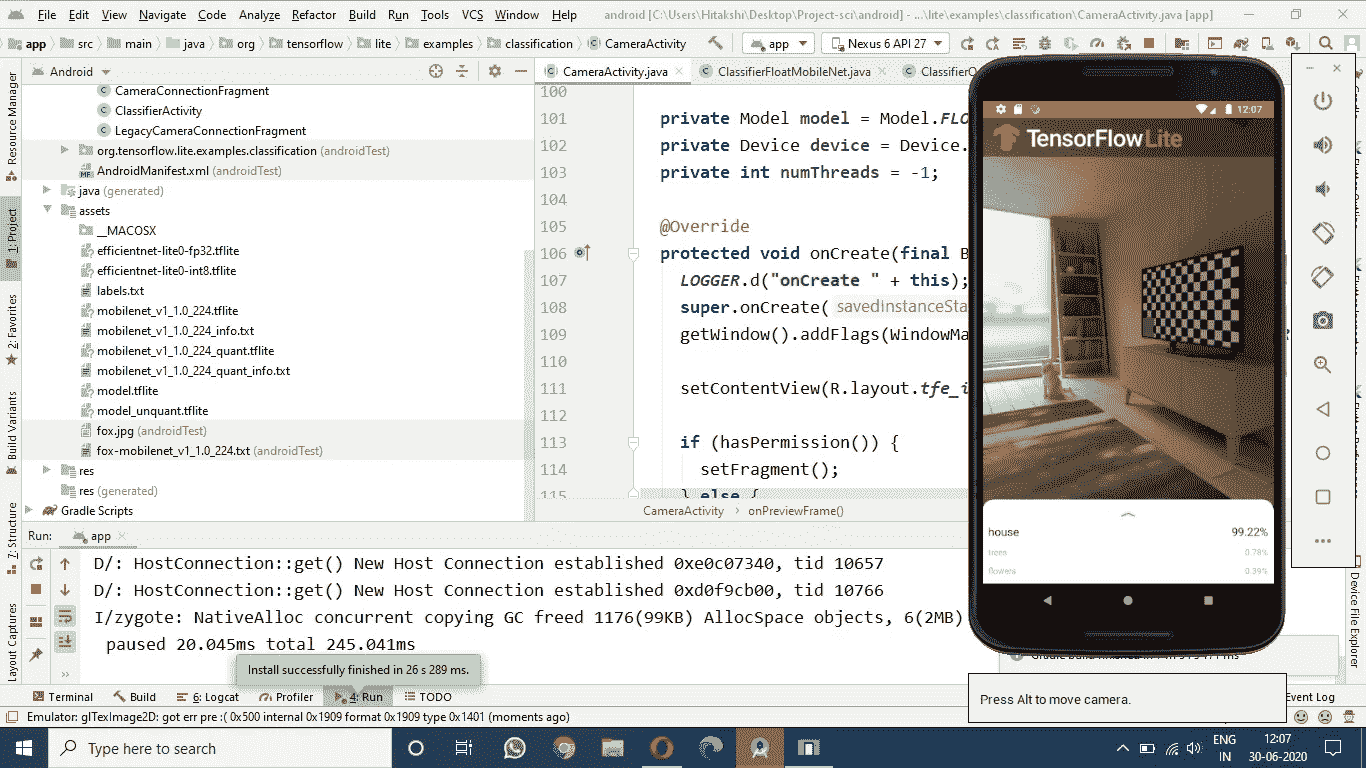 File Edit View Navigate Code Analyze Refactor Build Run Tools VCS Window Help android [C:\Users\Hitakshi\Desktop\Project-sci\android] - ...\lite\examples\classification\CameraActivity.java [app]
app src main java org tensorflow lite examples classification CameraActivity app Nexus 6 API 27
Android CameraActivity.java ClassifierFloatMobileNet.java
CameraConnectionFragment
ClassifierActivity
LegacyCameraConnectionFragment
org.tensorflow.lite.examples.classification (androidTest)
AndroidManifest.xml (androidTest)
java (generated)
assets
__MACOSX
efficientnet-lite0-fp32.tflite
efficientnet-lite0-int8.tflite
labels.txt
mobilenet_v1_1.0_224.tflite
mobilenet_v1_1.0_224_info.txt
mobilenet_v1_1.0_224_quant.tflite
mobilenet_v1_1.0_224_quant_info.txt
model.tflite
model_unquant.tflite
fox.jpg (androidTest)
fox-mobilenet_v1_1.0_224.txt (androidTest)
res
res (generated)
Gradle Scripts
Resource Manager
1: Project
2: Favorites
Build Variants
7: Structure
Layout Captures
100
101 private Model model = Model.FLO
102 private Device device = Device.
103 private int numThreads = -1;
104
105 @Override
106 protected void onCreate(final B
107 LOGGER.d("onCreate " + this);
108 super.onCreate( savedInstanceSta
109 getWindow().addFlags(WindowMa
110
111 setContentView(R.layout.tfe_i
112
113 if (hasPermission()) {
114 setFragment();
115 } else {
CameraActivity onPreviewFrame()
12:07
TensorFlow Lite
house 99.22%
trees 0.78%
flowers 0.39%
Press Alt to move camera.
Device File Explorer
Run: app
D/: HostConnection::get() New Host Connection established 0xe0c07340, tid 10657
D/: HostConnection::get() New Host Connection established 0xd0f9cb00, tid 10766
I/zygote: NativeAlloc concurrent copying GC freed 1176(99KB) AllocSpace objects, 6(2MB)
paused 20.045ms total 245.041ms
Install successfully finished in 26 s 289 ms.
Terminal Build 6: Logcat Profiler 4: Run TODO Event Log
Emulator: glTexImage2D: got err pre :( 0x500 internal 0x1909 format 0x1909 type 0x1401 (moments ago)
Type here to search
ENG
IN
12:07
30-06-2020